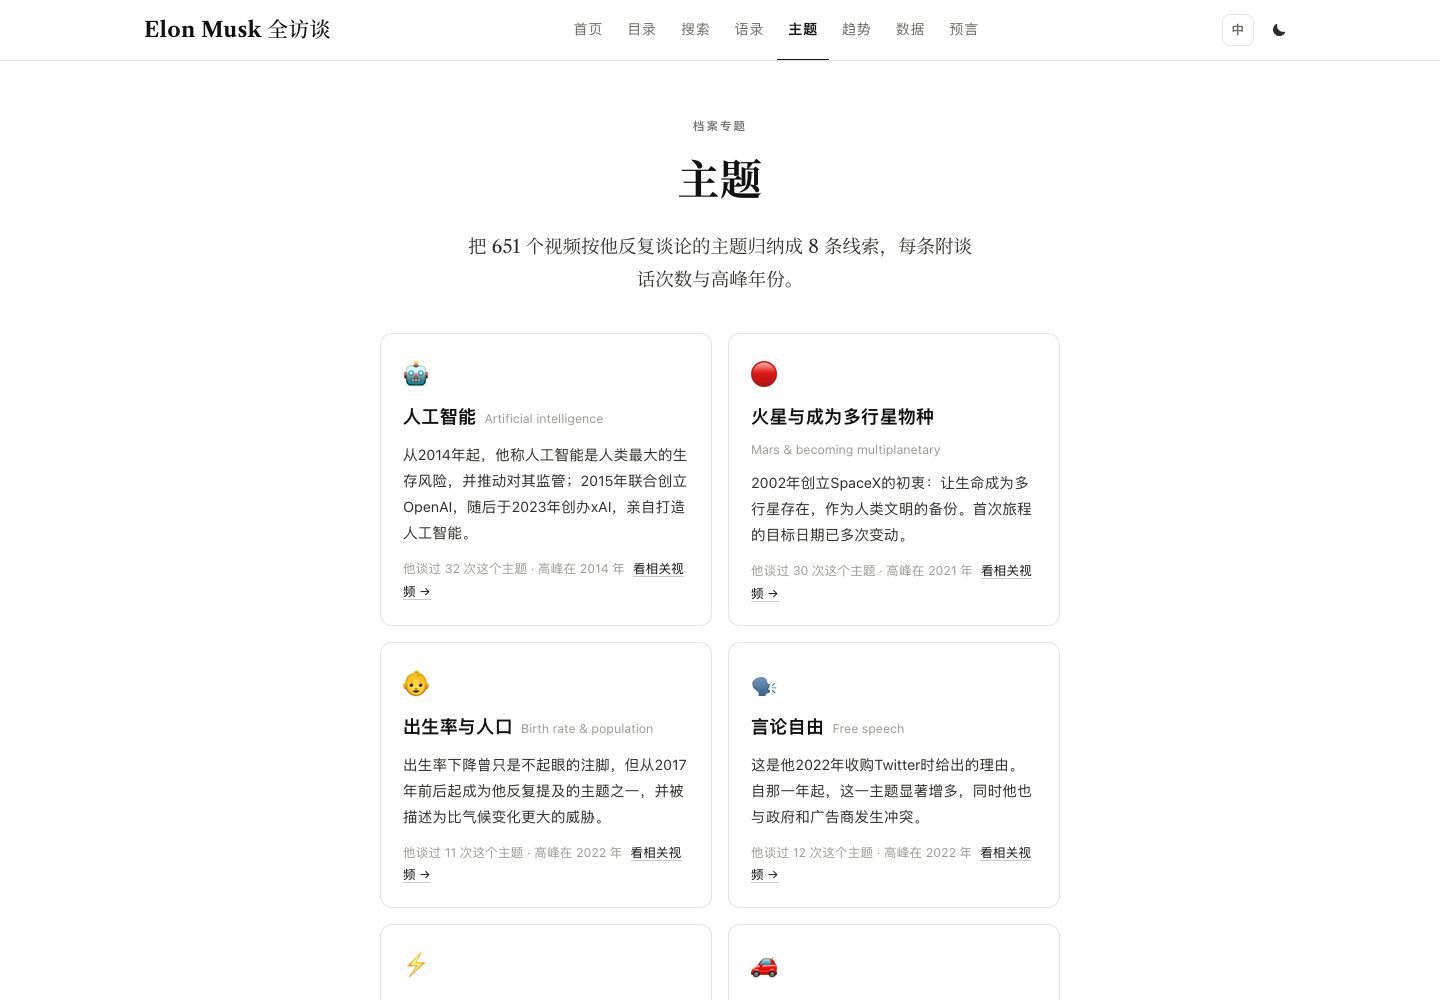 Elon Musk 全访谈
首页 目录 搜索 语录 主题 趋势 数据 预言
中
档案专题
主题
把 651 个视频按他反复谈论的主题归纳成 8 条线索，每条附谈
话次数与高峰年份。
人工智能 Artificial intelligence
从2014年起，他称人工智能是人类最大的生
存风险，并推动对其监管；2015年联合创立
OpenAI，随后于2023年创办xAI，亲自打造
人工智能。
他谈过 32 次这个主题 · 高峰在 2014 年 看相关视
频 →
火星与成为多行星物种
Mars & becoming multiplanetary
2002年创立SpaceX的初衷：让生命成为多
行星存在，作为人类文明的备份。首次旅程
的目标日期已多次变动。
他谈过 30 次这个主题 · 高峰在 2021 年 看相关视
频 →
出生率与人口 Birth rate & population
出生率下降曾只是不起眼的注脚，但从2017
年前后起成为他反复提及的主题之一，并被
描述为比气候变化更大的威胁。
他谈过 11 次这个主题 · 高峰在 2022 年 看相关视
频 →
言论自由 Free speech
这是他2022年收购Twitter时给出的理由。
自那一年起，这一主题显著增多，同时他也
与政府和广告商发生冲突。
他谈过 12 次这个主题 · 高峰在 2022 年 看相关视
频 →